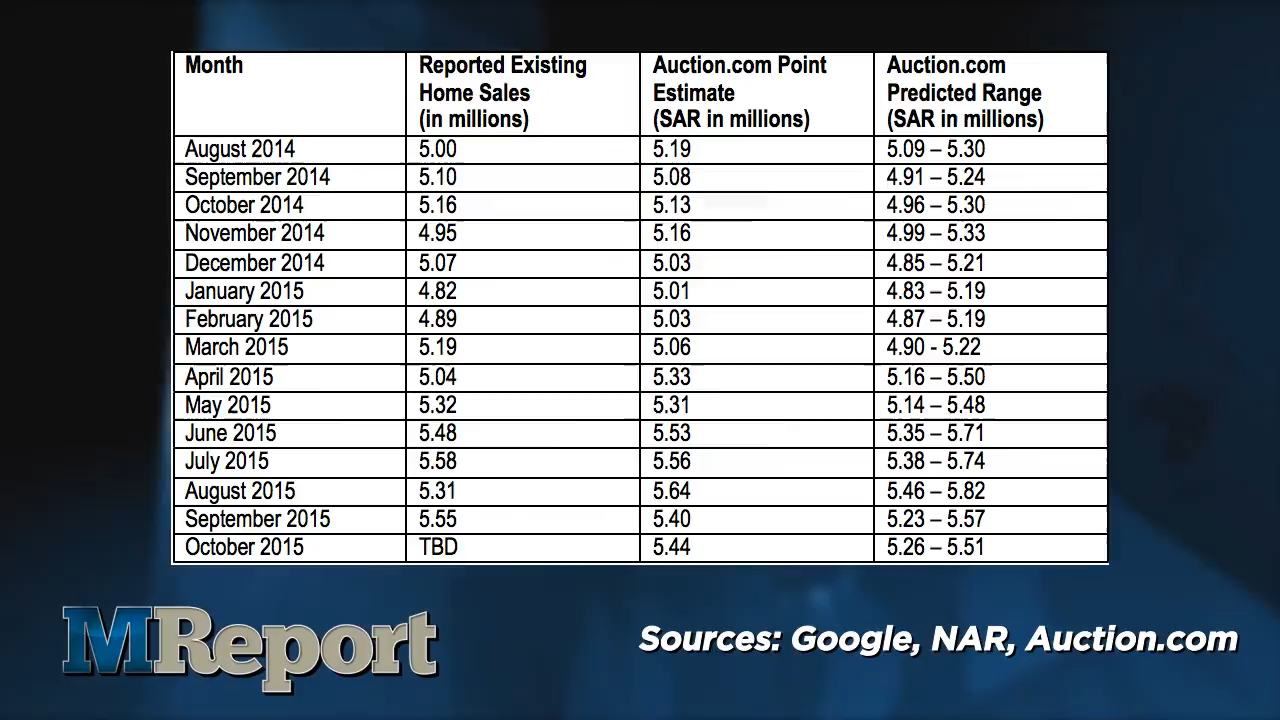 Month Reported Existing Home Sales (in millions) Auction.com Point Estimate (SAR in millions) Auction.com Predicted Range (SAR in millions)
August 2014 5.00 5.19 5.09 – 5.30
September 2014 5.10 5.08 4.91 – 5.24
October 2014 5.16 5.13 4.96 – 5.30
November 2014 4.95 5.16 4.99 – 5.33
December 2014 5.07 5.03 4.85 – 5.21
January 2015 4.82 5.01 4.83 – 5.19
February 2015 4.89 5.03 4.87 – 5.19
March 2015 5.19 5.06 4.90 - 5.22
April 2015 5.04 5.33 5.16 – 5.50
May 2015 5.32 5.31 5.14 – 5.48
June 2015 5.48 5.53 5.35 – 5.71
July 2015 5.58 5.56 5.38 – 5.74
August 2015 5.31 5.64 5.46 – 5.82
September 2015 5.55 5.40 5.23 – 5.57
October 2015 TBD 5.44 5.26 – 5.51
MReport
Sources: Google, NAR, Auction.com